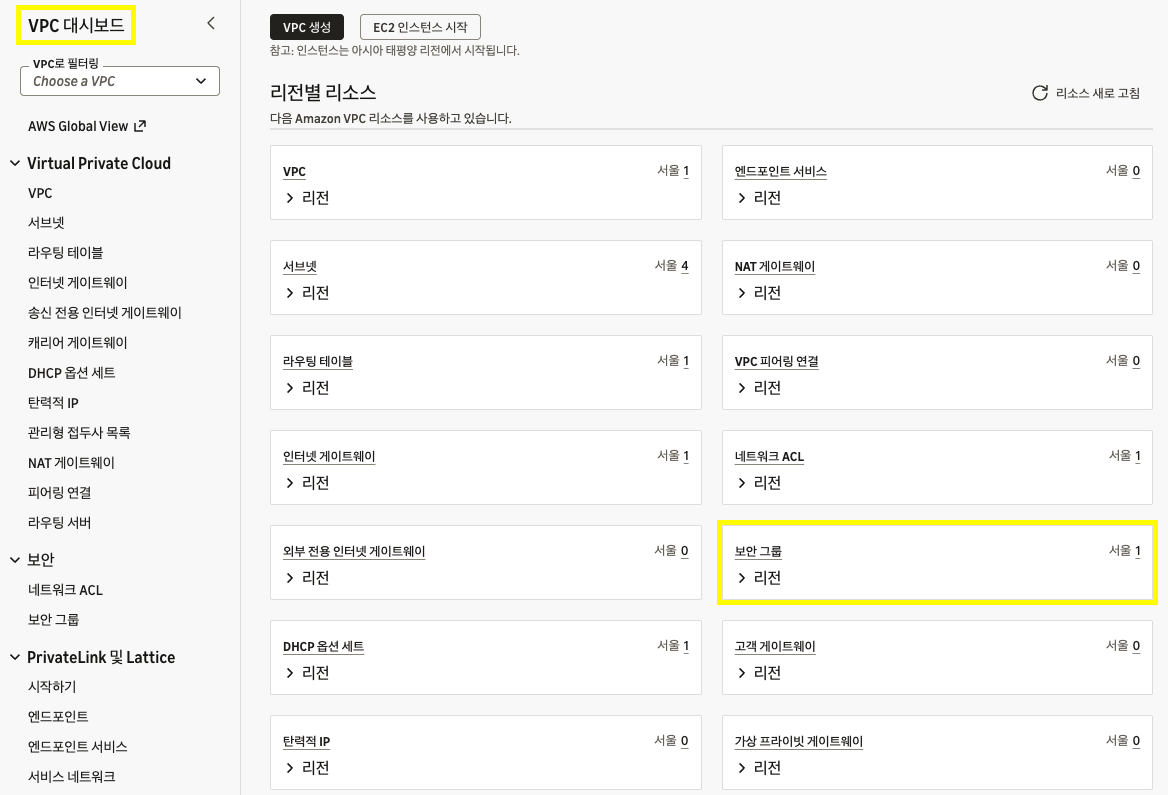 VPC 대시보드
VPC로 필터링
Choose a VPC
AWS Global View
Virtual Private Cloud
VPC
서브넷
라우팅 테이블
인터넷 게이트웨이
송신 전용 인터넷 게이트웨이
캐리어 게이트웨이
DHCP 옵션 세트
탄력적 IP
관리형 접두사 목록
NAT 게이트웨이
피어링 연결
라우팅 서버
보안
네트워크 ACL
보안 그룹
PrivateLink 및 Lattice
시작하기
엔드포인트
엔드포인트 서비스
서비스 네트워크
VPC 생성
EC2 인스턴스 시작
참고: 인스턴스는 아시아 태평양 리전에서 시작됩니다.
리전별 리소스
리소스 새로 고침
다음 Amazon VPC 리소스를 사용하고 있습니다.
VPC 서울 1
리전
엔드포인트 서비스 서울 0
리전
서브넷 서울 4
리전
NAT 게이트웨이 서울 0
리전
라우팅 테이블 서울 1
리전
VPC 피어링 연결 서울 0
리전
인터넷 게이트웨이 서울 1
리전
네트워크 ACL 서울 1
리전
외부 전용 인터넷 게이트웨이 서울 0
리전
보안 그룹 서울 1
리전
DHCP 옵션 세트 서울 1
리전
고객 게이트웨이 서울 0
리전
탄력적 IP 서울 0
리전
가상 프라이빗 게이트웨이 서울 0
리전